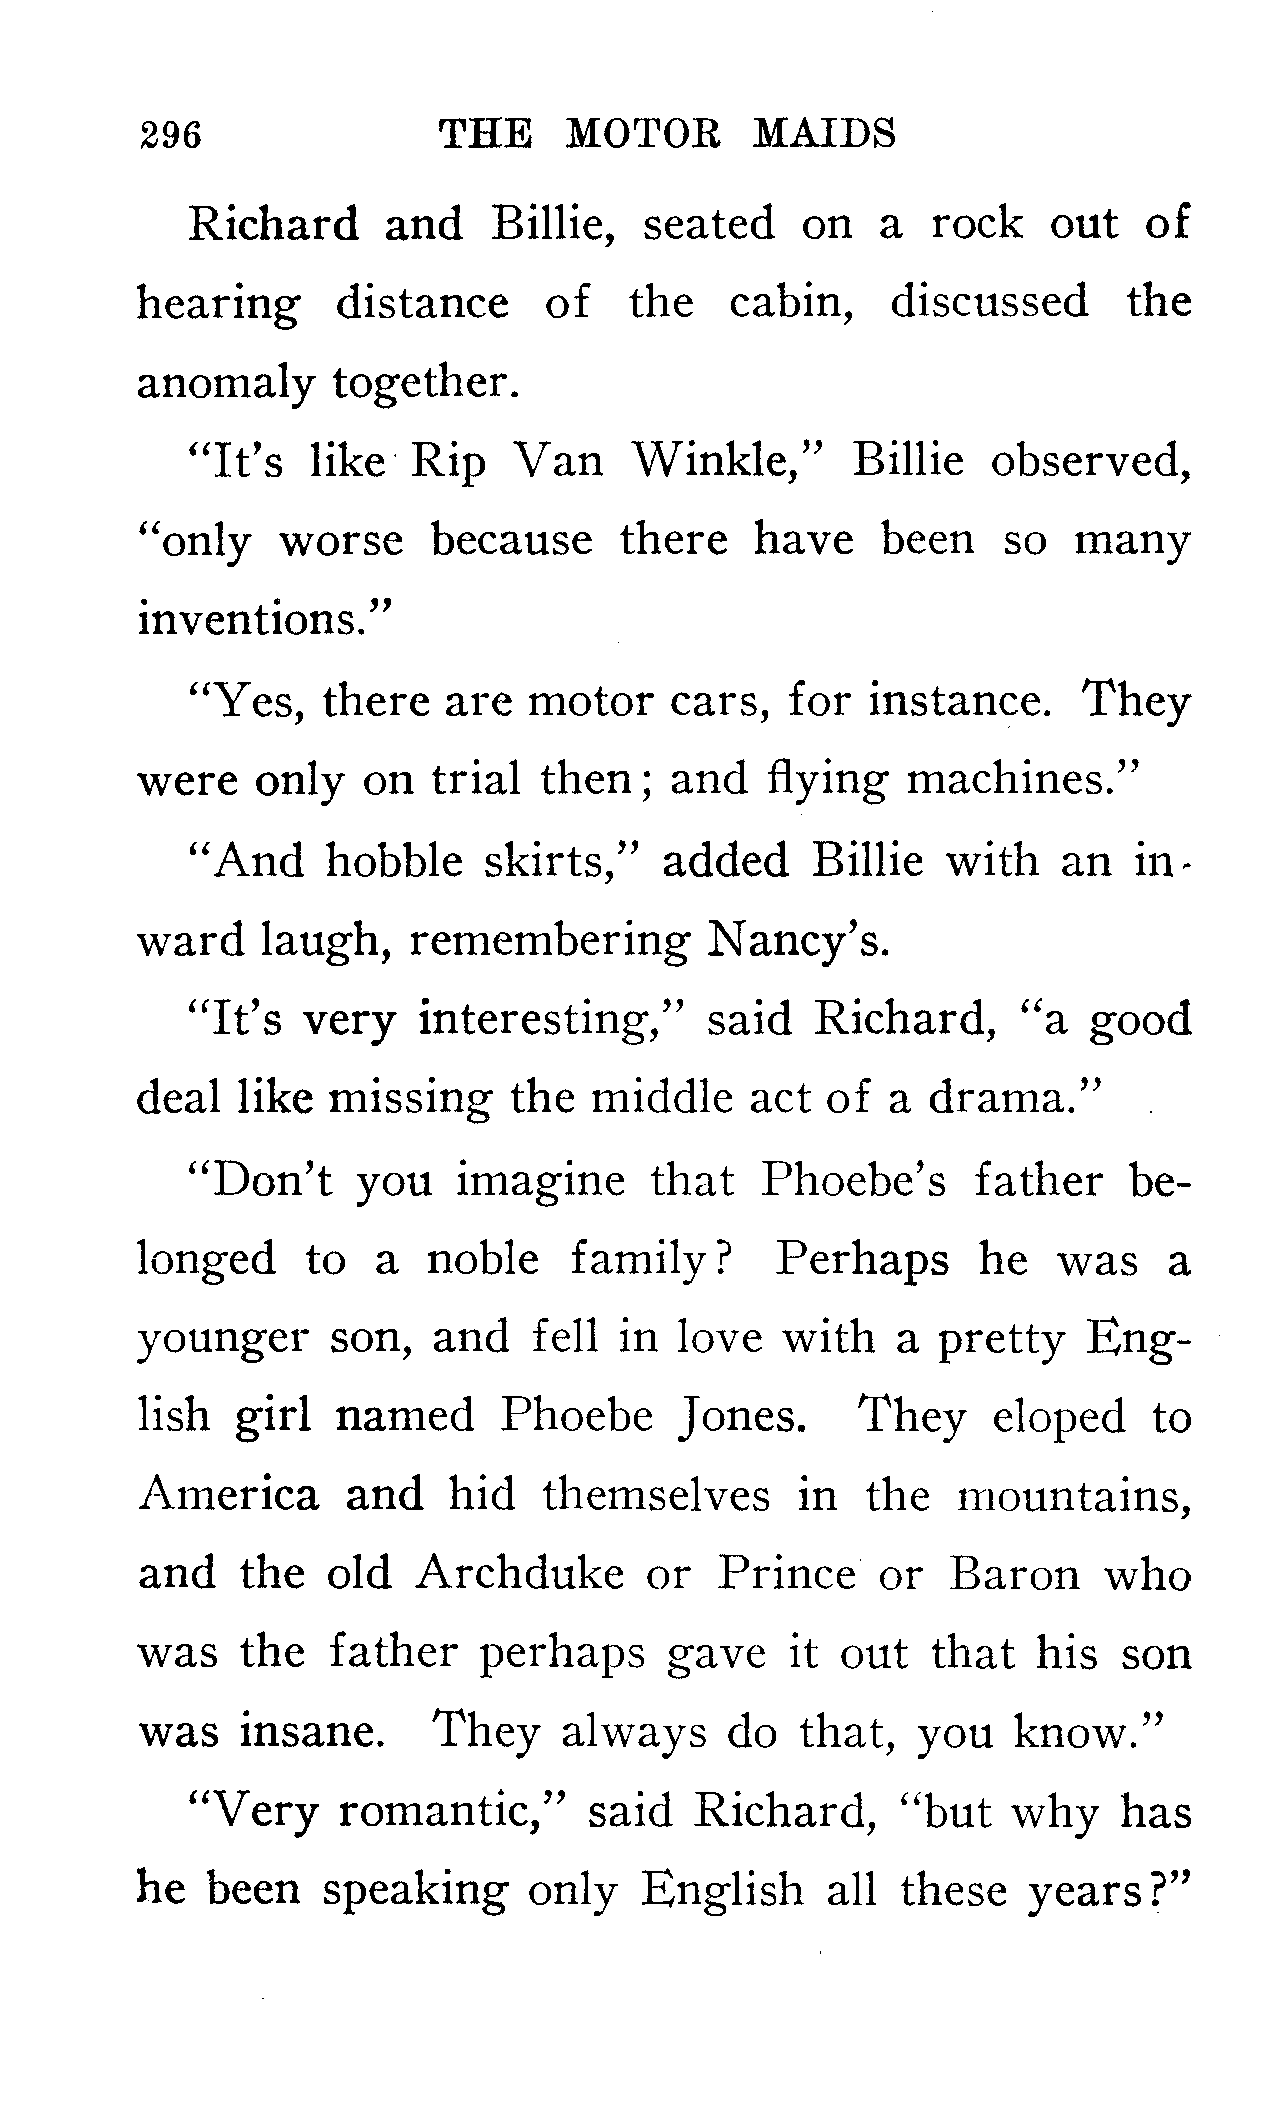 296 THE MOTOR MAIDS
Richard and Billie, seated on a rock out of
hearing distance of the cabin, discussed the
anomaly together.
"It's like Rip Van Winkle," Billie observed,
"only worse because there have been so many
inventions."
"Yes, there are motor cars, for instance. They
were only on trial then; and flying machines."
"And hobble skirts," added Billie with an in-
ward laugh, remembering Nancy's.
"It's very interesting," said Richard, "a good
deal like missing the middle act of a drama."
"Don't you imagine that Phoebe's father be-
longed to a noble family? Perhaps he was a
younger son, and fell in love with a pretty Eng-
lish girl named Phoebe Jones. They eloped to
America and hid themselves in the mountains,
and the old Archduke or Prince or Baron who
was the father perhaps gave it out that his son
was insane. They always do that, you know."
"Very romantic," said Richard, "but why has
he been speaking only English all these years?"